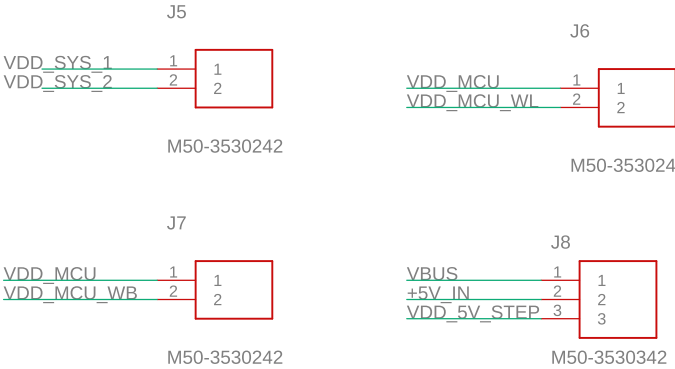 J5
VDD_SYS_1 1 1
VDD_SYS_2 2 2
M50-3530242
J6
VDD_MCU 1 1
VDD_MCU_WL 2 2
M50-353024
J7
VDD_MCU 1 1
VDD_MCU_WB 2 2
M50-3530242
J8
VBUS 1 1
+5V_IN 2 2
VDD_5V_STEP 3 3
M50-3530342